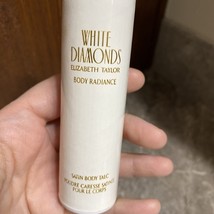 WHITE
DIAMONDS
ELIZABETH TAYLOR
BODY RADIANCE
SATIN BODY TALC
POUDRE CARESSE SATINÉE
POUR LE CORPS